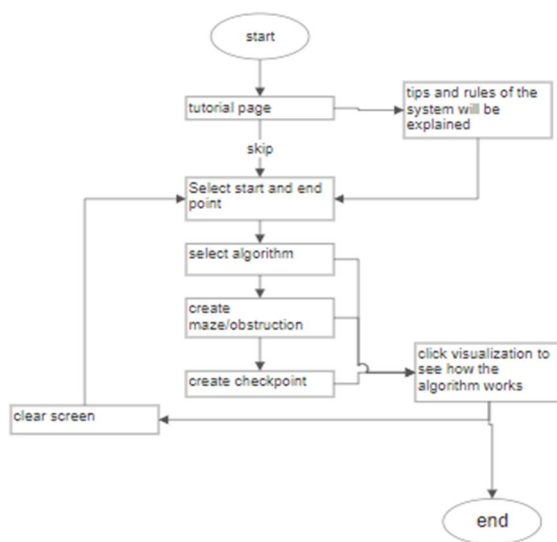 start
tutorial page
tips and rules of the
system will be
explained
skip
Select start and end
point
select algorithm
create
maze/obstruction
create checkpoint
click visualization to
see how the
algorithm works
clear screen
end